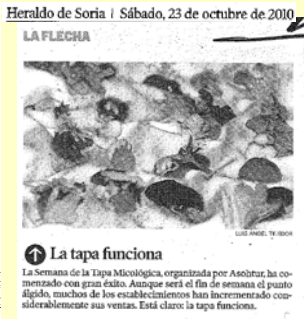 Heraldo de Soria | Sábado, 23 de octubre de 2010
LA FLECHA
LUIS ÁNGEL TEJEDOR
La tapa funciona
La Semana de la Tapa Micológica, organizada por Asohtur, ha co-
menzado con gran éxito. Aunque será el fin de semana el punto
álgido, muchos de los establecimientos han incrementado con-
siderablemente sus ventas. Está claro: la tapa funciona.